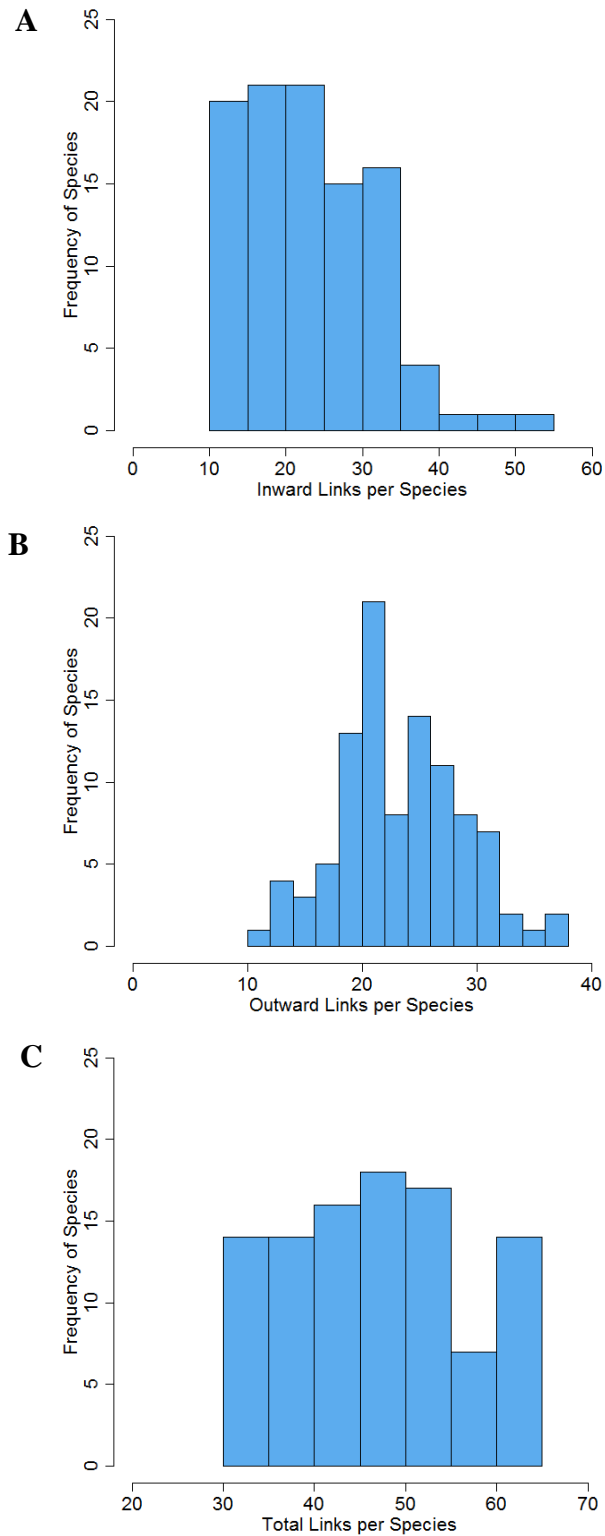 A
25
20
15
10
5
0
Frequency of Species
0 10 20 30 40 50 60
Inward Links per Species
B
25
20
15
10
5
0
Frequency of Species
0 10 20 30 40
Outward Links per Species
C
25
20
15
10
5
0
Frequency of Species
20 30 40 50 60 70
Total Links per Species